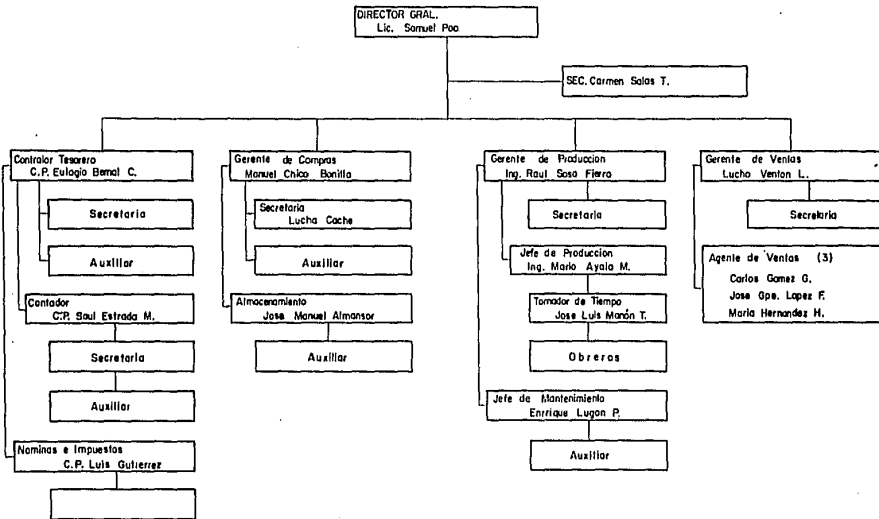 DIRECTOR GRAL.
Lic. Samuel Poo
SEC. Carmen Salas T.
Contralor Tesorero
C.P. Eulogio Bernal C.
Secretaria
Auxiliar
Contador
C.P. Saul Estrada M.
Secretaria
Auxiliar
Nominas e Impuestos
C.P. Luis Gutierrez
Gerente de Compras
Manuel Chico Bonilla
Secretaria
Lucha Cache
Auxiliar
Almacenamiento
Jose Manuel Almansor
Auxiliar
Gerente de Produccion
Ing. Raul Sosa Fierro
Secretaria
Jefe de Produccion
Ing. Mario Ayala M.
Tomador de Tiempo
Jose Luis Manón T.
Obreros
Jefe de Mantenimiento
Enrrique Lugon P.
Auxiliar
Gerente de Ventas
Lucho Venton L.
Secretaria
Agente de Ventas (3)
Carlos Gomez G.
Jose Gpe. Lopez F.
Maria Hernandez H.